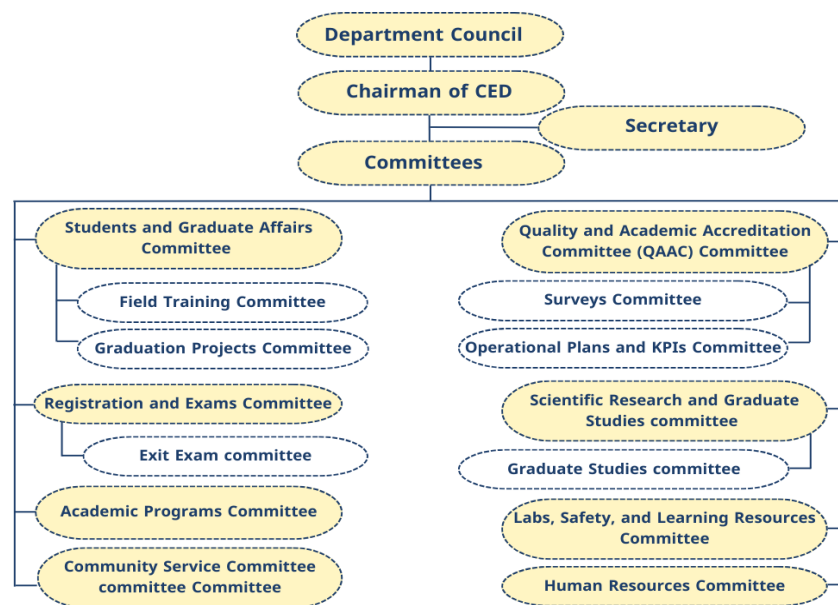 Department Council
Chairman of CED
Secretary
Committees
Students and Graduate Affairs
Committee
Field Training Committee
Graduation Projects Committee
Registration and Exams Committee
Exit Exam committee
Academic Programs Committee
Community Service Committee
committee Committee
Quality and Academic Accreditation
Committee (QAAC) Committee
Surveys Committee
Operational Plans and KPIs Committee
Scientific Research and Graduate
Studies committee
Graduate Studies committee
Labs, Safety, and Learning Resources
Committee
Human Resources Committee